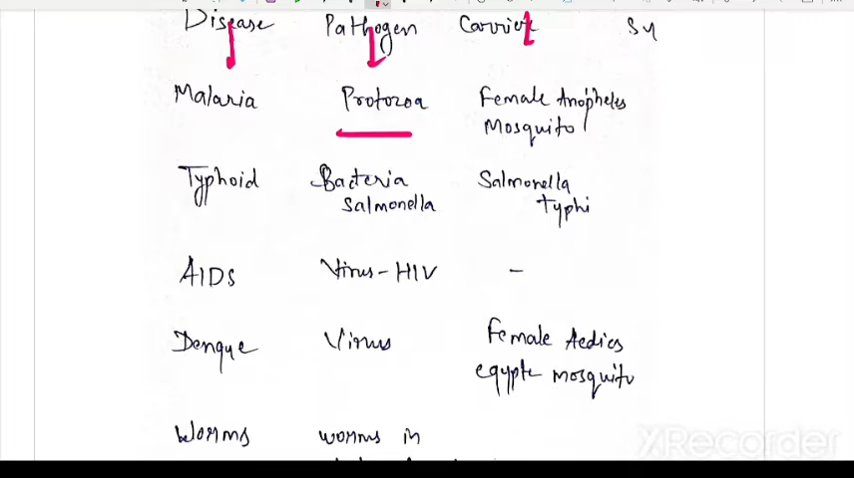 Disease Pathogen Carrier Sy
Malaria Protozoa Female Anopheles
Mosquito
Typhoid Bacteria Salmonella
Salmonella Typhi
AIDS Virus - HIV -
Dengue Virus Female Aedies
egypte mosquito
Worms worms in
XRecorder